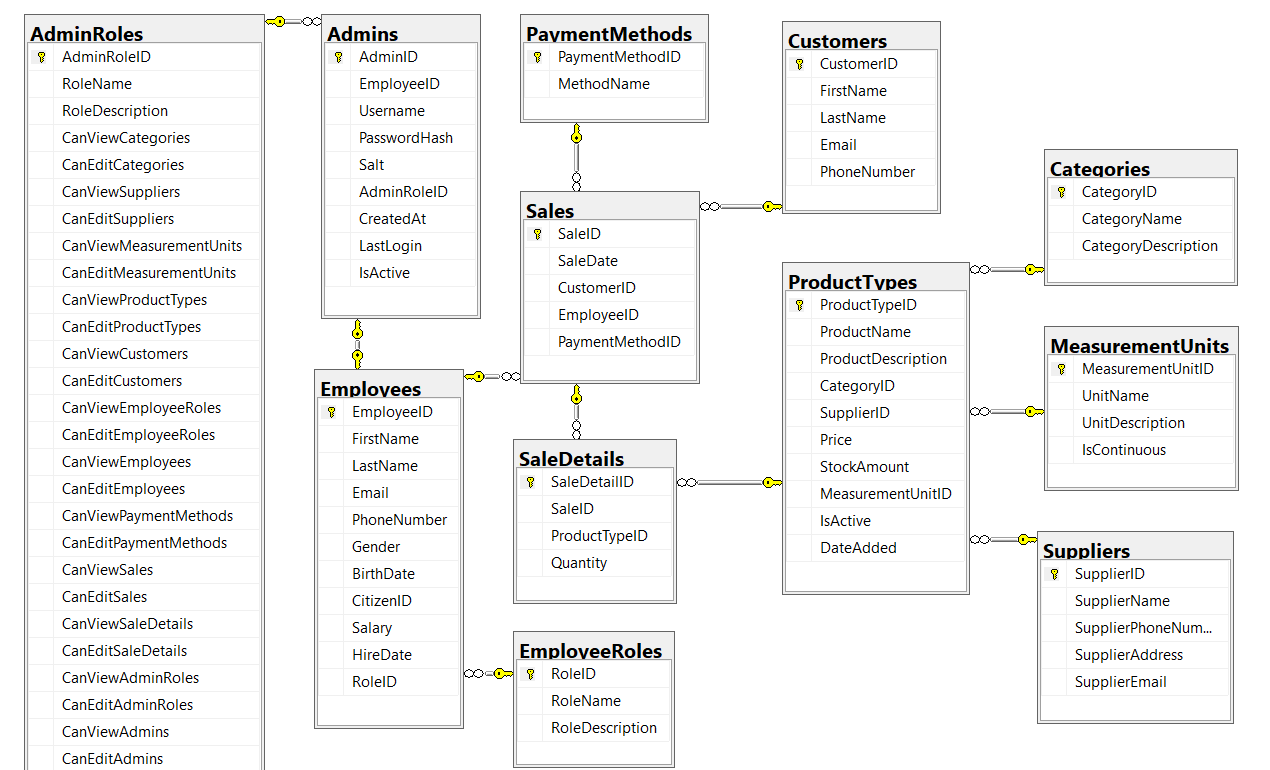 AdminRoles
AdminRoleID
RoleName
RoleDescription
CanViewCategories
CanEditCategories
CanViewSuppliers
CanEditSuppliers
CanViewMeasurementUnits
CanEditMeasurementUnits
CanViewProductTypes
CanEditProductTypes
CanViewCustomers
CanEditCustomers
CanViewEmployeeRoles
CanEditEmployeeRoles
CanViewEmployees
CanEditEmployees
CanViewPaymentMethods
CanEditPaymentMethods
CanViewSales
CanEditSales
CanViewSaleDetails
CanEditSaleDetails
CanViewAdminRoles
CanEditAdminRoles
CanViewAdmins
CanEditAdmins
Admins
AdminID
EmployeeID
Username
PasswordHash
Salt
AdminRoleID
CreatedAt
LastLogin
IsActive
Employees
EmployeeID
FirstName
LastName
Email
PhoneNumber
Gender
BirthDate
CitizenID
Salary
HireDate
RoleID
PaymentMethods
PaymentMethodID
MethodName
Sales
SaleID
SaleDate
CustomerID
EmployeeID
PaymentMethodID
SaleDetails
SaleDetailID
SaleID
ProductTypeID
Quantity
EmployeeRoles
RoleID
RoleName
RoleDescription
Customers
CustomerID
FirstName
LastName
Email
PhoneNumber
ProductTypes
ProductTypeID
ProductName
ProductDescription
CategoryID
SupplierID
Price
StockAmount
MeasurementUnitID
IsActive
DateAdded
Categories
CategoryID
CategoryName
CategoryDescription
MeasurementUnits
MeasurementUnitID
UnitName
UnitDescription
IsContinuous
Suppliers
SupplierID
SupplierName
SupplierPhoneNum...
SupplierAddress
SupplierEmail